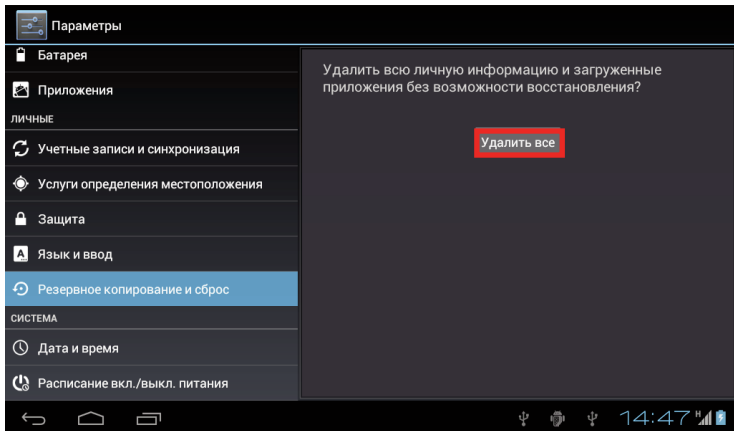 Параметры
Батарея
Приложения
ЛИЧНЫЕ
Учетные записи и синхронизация
Услуги определения местоположения
Защита
Язык и ввод
Резервное копирование и сброс
СИСТЕМА
Дата и время
Расписание вкл./выкл. питания
Удалить всю личную информацию и загруженные
приложения без возможности восстановления?
Удалить все
14:47 H